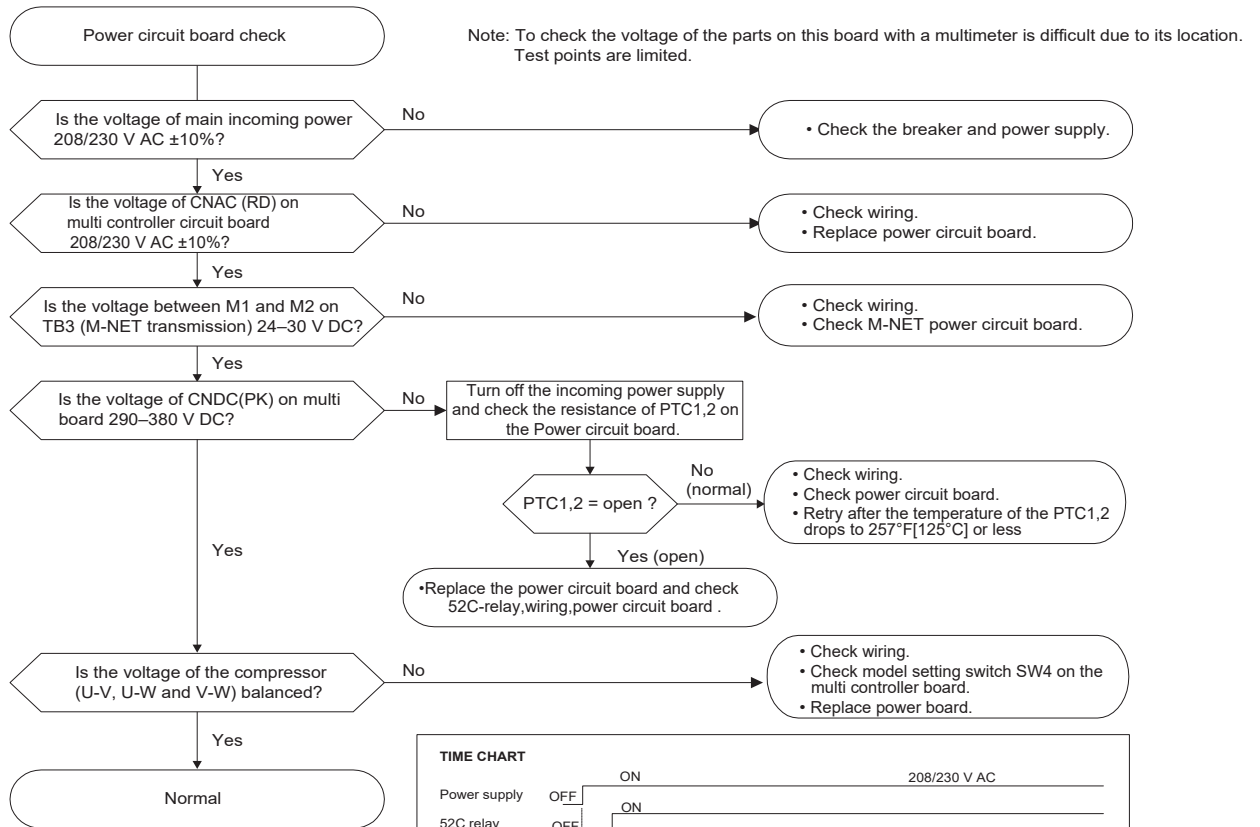 Power circuit board check
Note: To check the voltage of the parts on this board with a multimeter is difficult due to its location.
Test points are limited.
Is the voltage of main incoming power
208/230 V AC ±10%?
No
• Check the breaker and power supply.
Yes
Is the voltage of CNAC (RD) on
multi controller circuit board
208/230 V AC ±10%?
No
• Check wiring.
• Replace power circuit board.
Yes
Is the voltage between M1 and M2 on
TB3 (M-NET transmission) 24–30 V DC?
No
• Check wiring.
• Check M-NET power circuit board.
Yes
Is the voltage of CNDC(PK) on multi
board 290–380 V DC?
No
Turn off the incoming power supply
and check the resistance of PTC1,2 on
the Power circuit board.
PTC1,2 = open ?
No
(normal)
• Check wiring.
• Check power circuit board.
• Retry after the temperature of the PTC1,2
drops to 257°F[125°C] or less
Yes
Yes (open)
•Replace the power circuit board and check
52C-relay,wiring,power circuit board .
Is the voltage of the compressor
(U-V, U-W and V-W) balanced?
No
• Check wiring.
• Check model setting switch SW4 on the
multi controller board.
• Replace power board.
Yes
Normal
TIME CHART
ON
208/230 V AC
Power supply
OFF
ON
52C relay
OFF